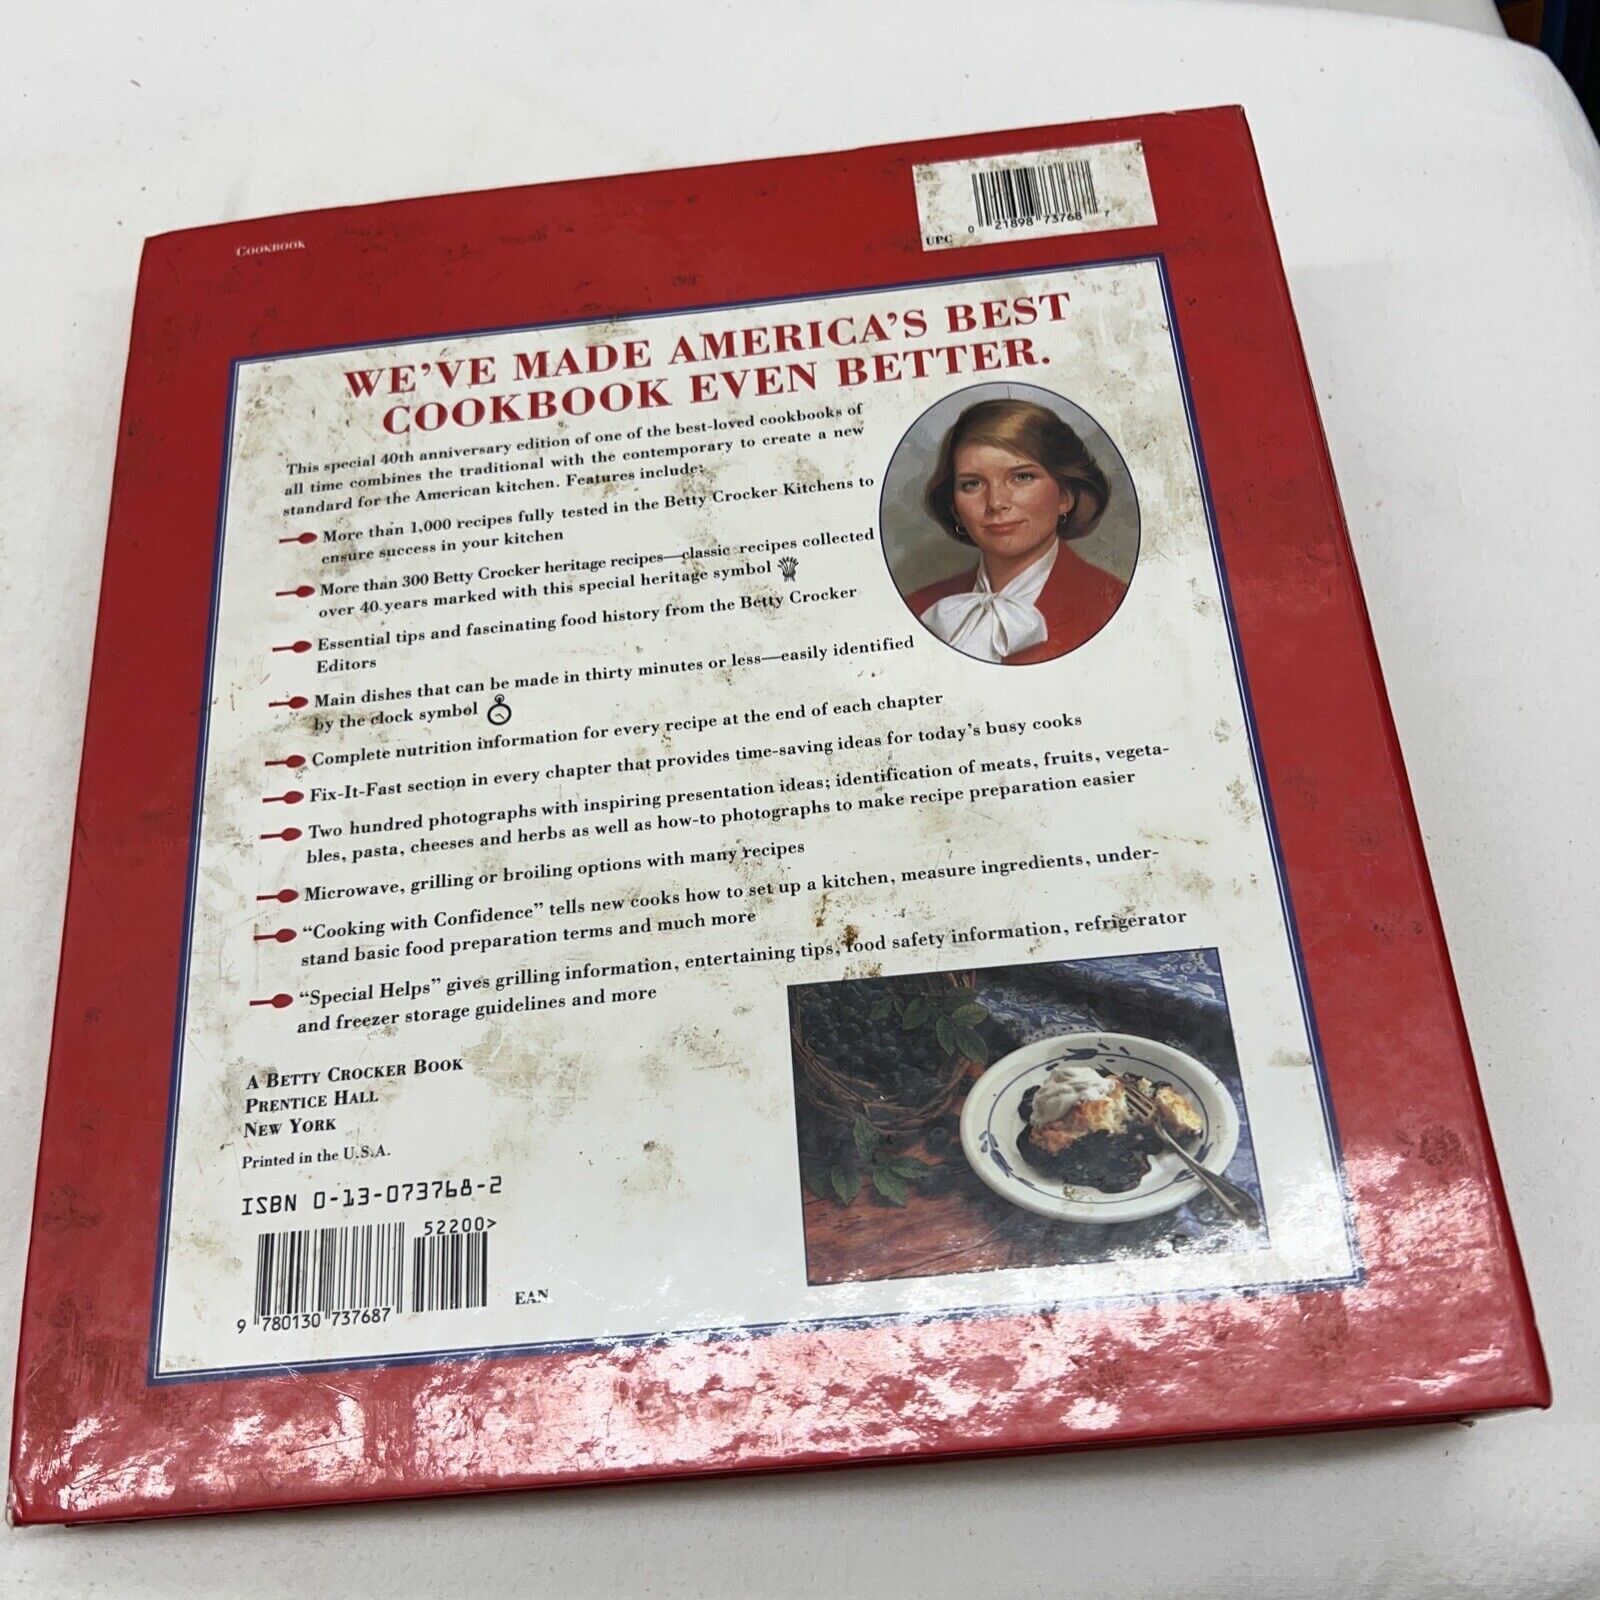 COOKBOOK
0 21898 73768 7
UPC
WE'VE MADE AMERICA'S BEST
COOKBOOK EVEN BETTER.
This special 40th anniversary edition of one of the best-loved cookbooks of
all time combines the traditional with the contemporary to create a new
standard for the American kitchen. Features include:
More than 1,000 recipes fully tested in the Betty Crocker Kitchens to
ensure success in your kitchen
More than 300 Betty Crocker heritage recipes—classic recipes collected
over 40 years marked with this special heritage symbol
Essential tips and fascinating food history from the Betty Crocker
Editors
Main dishes that can be made in thirty minutes or less—easily identified
by the clock symbol
Complete nutrition information for every recipe at the end of each chapter
Fix-It-Fast section in every chapter that provides time-saving ideas for today's busy cooks
Two hundred photographs with inspiring presentation ideas; identification of meats, fruits, vegeta-
bles, pasta, cheeses and herbs as well as how-to photographs to make recipe preparation easier
Microwave, grilling or broiling options with many recipes
"Cooking with Confidence" tells new cooks how to set up a kitchen, measure ingredients, under-
stand basic food preparation terms and much more
"Special Helps" gives grilling information, entertaining tips, food safety information, refrigerator
and freezer storage guidelines and more
A BETTY CROCKER BOOK
PRENTICE HALL
NEW YORK
Printed in the U.S.A.
ISBN 0-13-073768-2
52200>
9 780130 737687
EAN